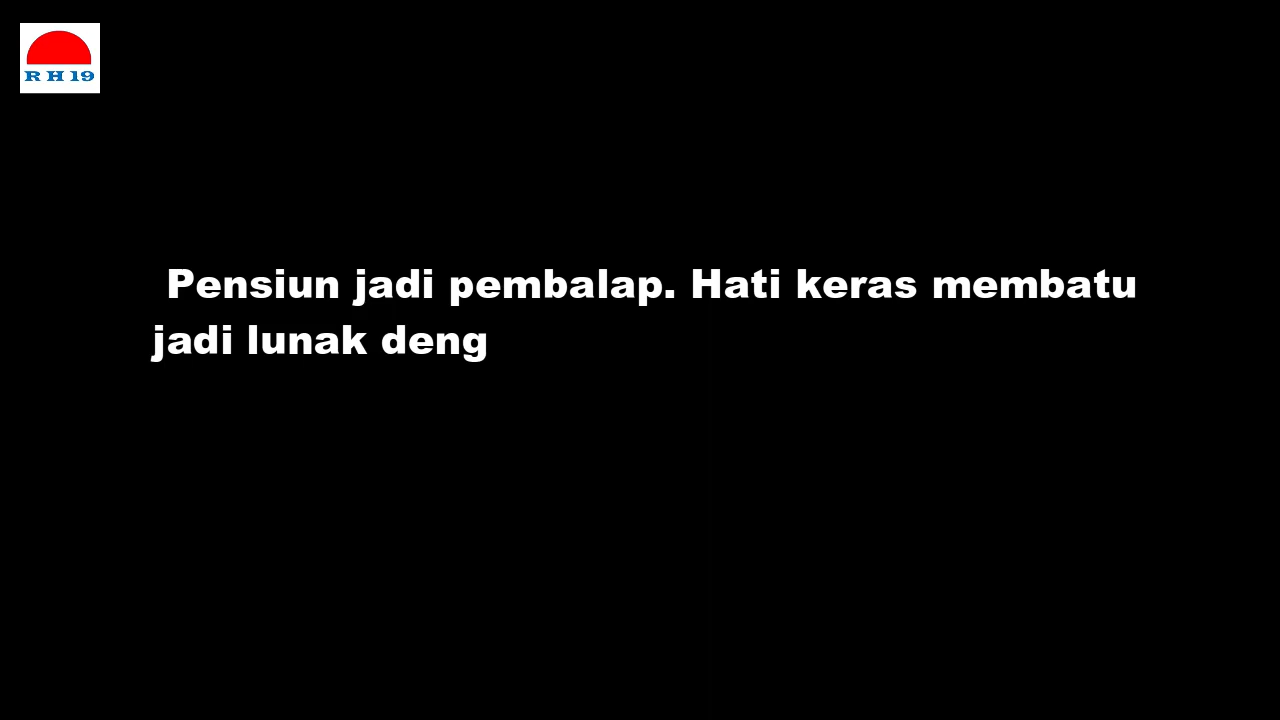 R H 19
Pensiun jadi pembalap. Hati keras membatu
jadi lunak deng